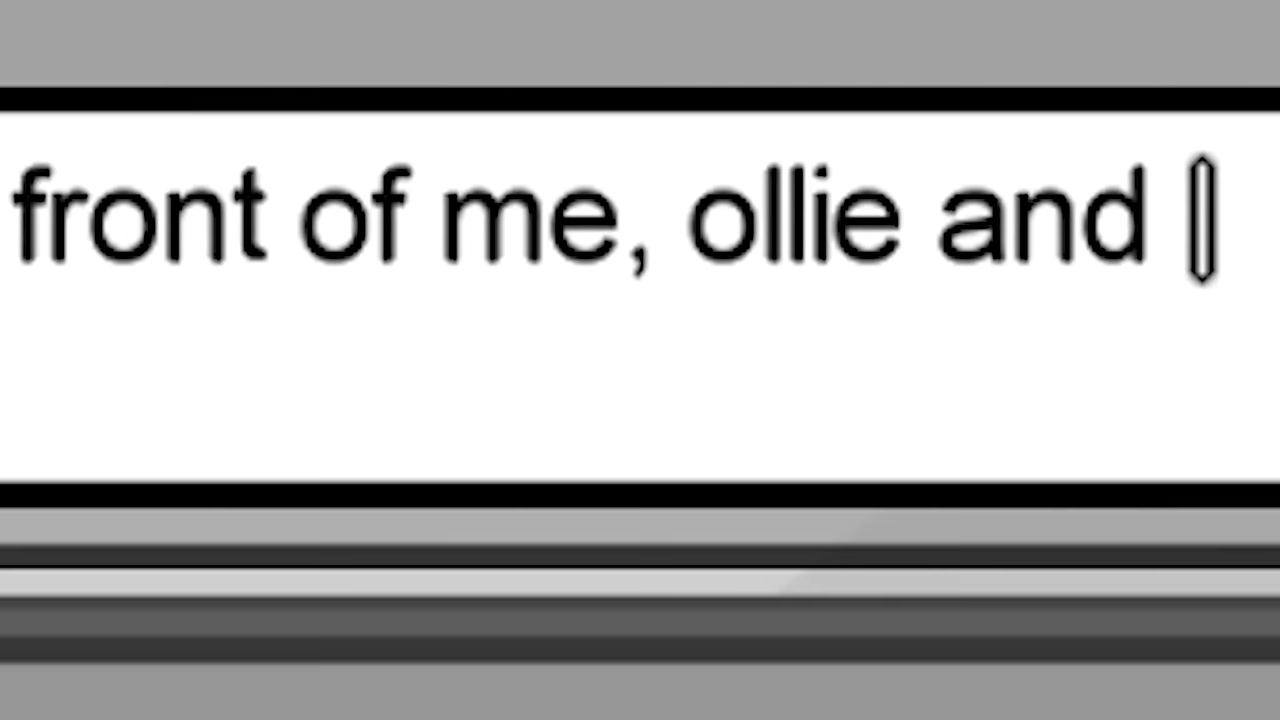 front of me, ollie and